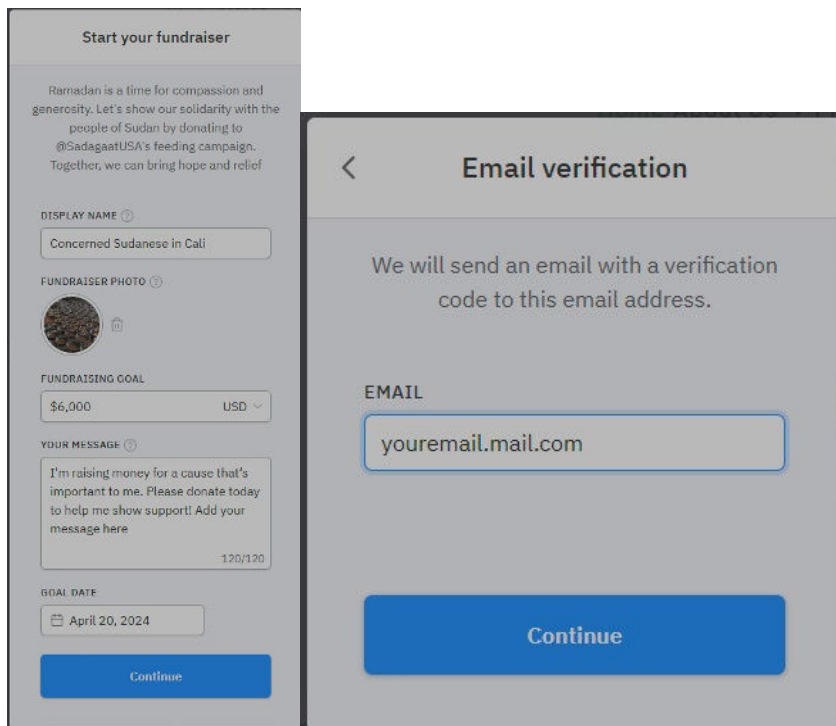 Start your fundraiser
Ramadan is a time for compassion and
generosity. Let's show our solidarity with the
people of Sudan by donating to
@SadagaatUSA's feeding campaign.
Together, we can bring hope and relief
DISPLAY NAME ?
Concerned Sudanese in Cali
FUNDRAISER PHOTO ?
FUNDRAISING GOAL
$6,000 USD
YOUR MESSAGE ?
I'm raising money for a cause that's
important to me. Please donate today
to help me show support! Add your
message here
120/120
GOAL DATE
April 20, 2024
Continue
Email verification
We will send an email with a verification
code to this email address.
EMAIL
youremail.mail.com
Continue